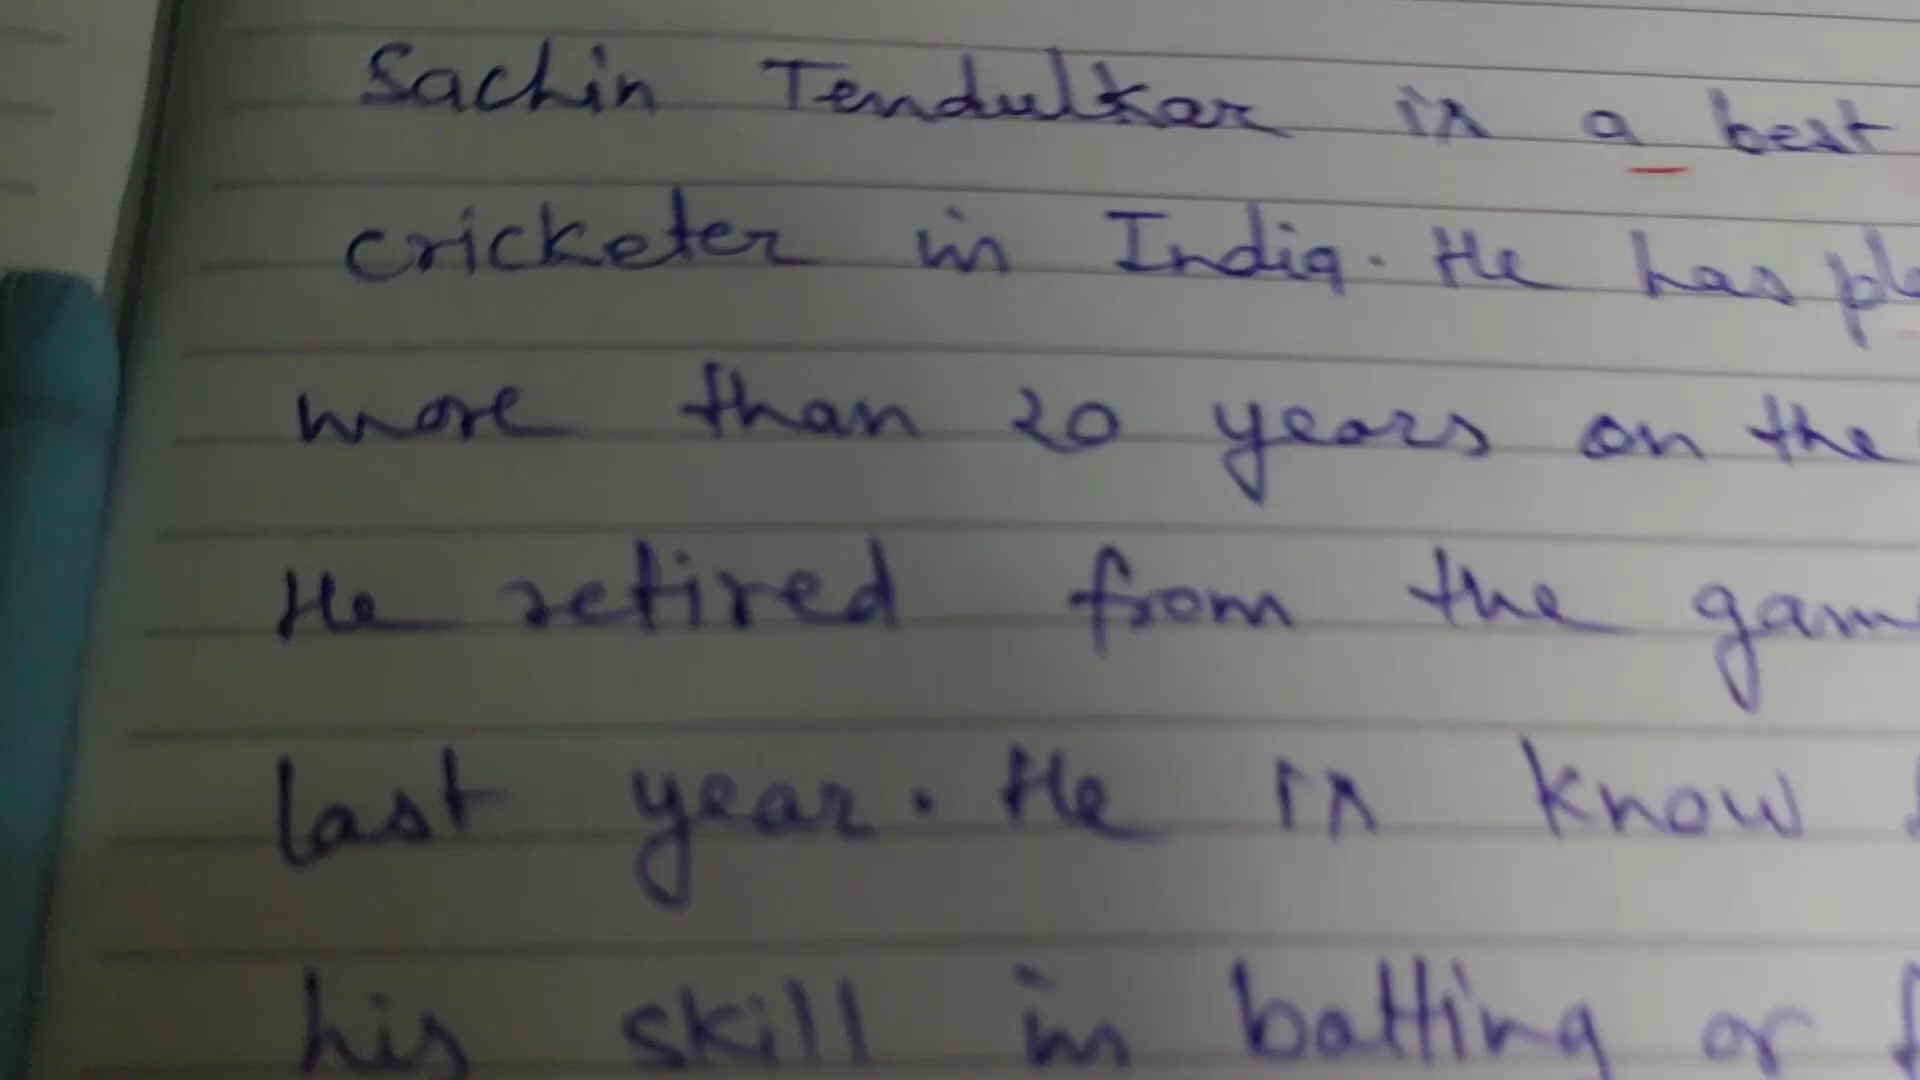 Sachin Tendulkar is a best
cricketer in India. He has
more than 20 years on the
He retired from the
last year. He is know
his skill in batting or